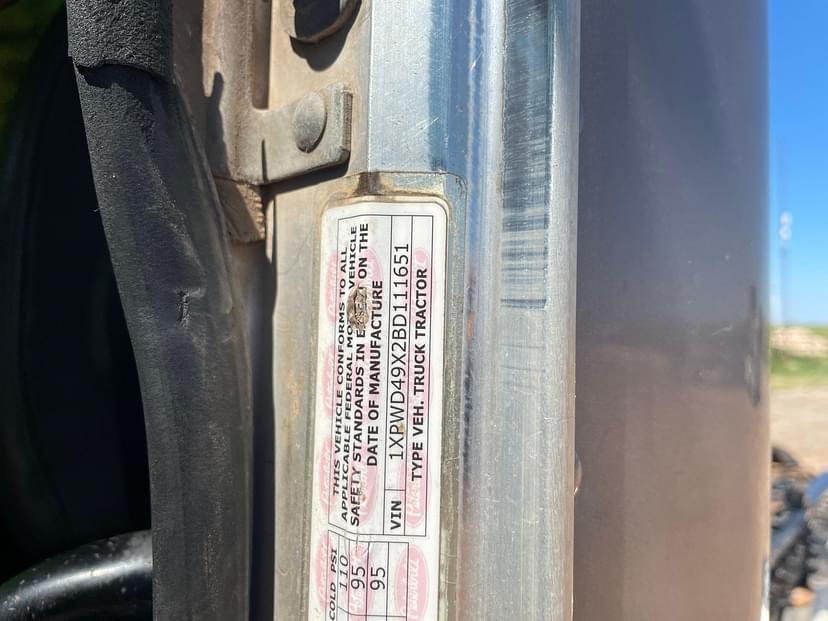 THIS VEHICLE CONFORMS TO ALL
APPLICABLE FEDERAL MOTOR VEHICLE
SAFETY STANDARDS IN EFFECT ON THE
DATE OF MANUFACTURE
VIN 1XPWD49X2BD111651
TYPE VEH. TRUCK TRACTOR
COLD PSI
110
95
95
Peterbilt